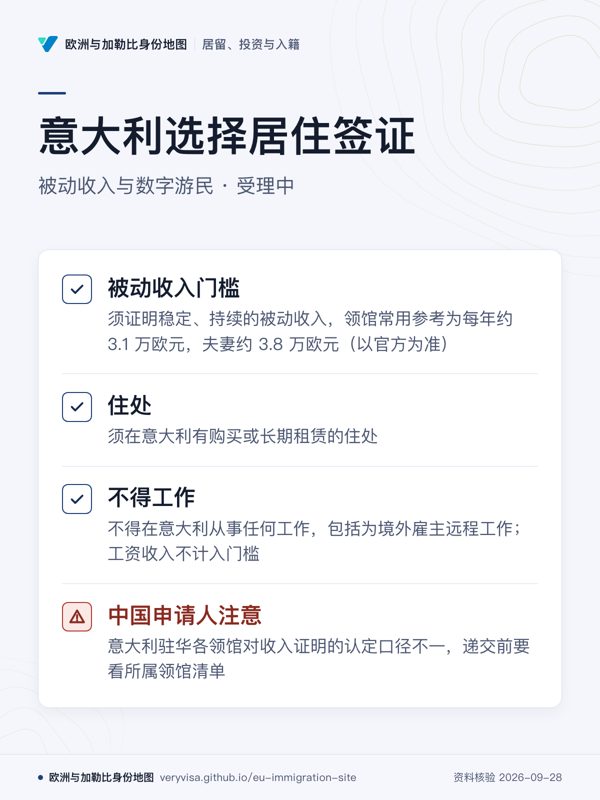 欧洲与加勒比身份地图 居留、投资与入籍
意大利选择居住签证
被动收入与数字游民 · 受理中
被动收入门槛
须证明稳定、持续的被动收入，领馆常用参考为每年约
3.1 万欧元，夫妻约 3.8 万欧元（以官方为准）
住处
须在意大利有购买或长期租赁的住处
不得工作
不得在意大利从事任何工作，包括为境外雇主远程工作；
工资收入不计入门槛
中国申请人注意
意大利驻华各领馆对收入证明的认定口径不一，递交前要
看所属领馆清单
欧洲与加勒比身份地图 veryvisa.github.io/eu-immigration-site 资料核验 2026-09-28